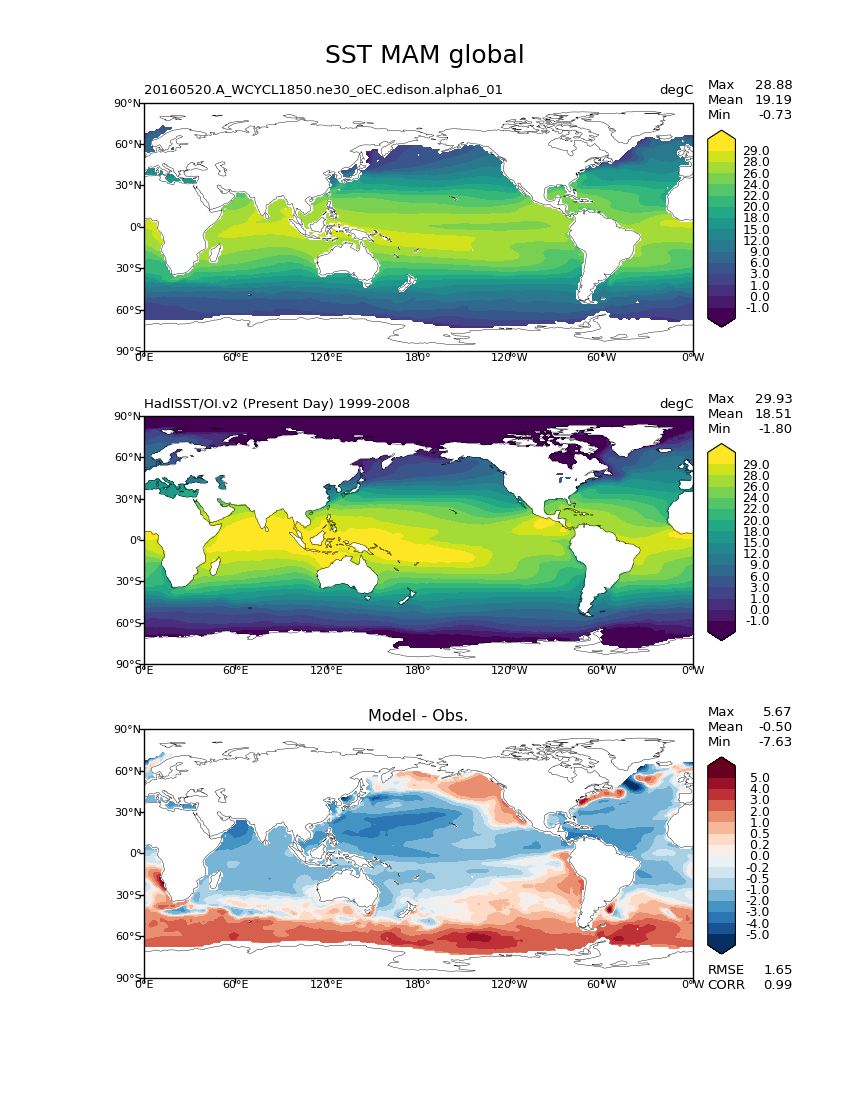 SST MAM global
20160520.A_WCYCL1850.ne30_oEC.edison.alpha6_01 degC
Max 28.88
Mean 19.19
Min -0.73
90°N
60°N
30°N
0°
30°S
60°S
90°S
0°E 60°E 120°E 180° 120°W 60°W 0°W
29.0
28.0
26.0
24.0
22.0
20.0
18.0
15.0
12.0
9.0
6.0
3.0
1.0
0.0
-1.0
HadISST/OI.v2 (Present Day) 1999-2008 degC
Max 29.93
Mean 18.51
Min -1.80
90°N
60°N
30°N
0°
30°S
60°S
90°S
0°E 60°E 120°E 180° 120°W 60°W 0°W
29.0
28.0
26.0
24.0
22.0
20.0
18.0
15.0
12.0
9.0
6.0
3.0
1.0
0.0
-1.0
Model - Obs.
Max 5.67
Mean -0.50
Min -7.63
90°N
60°N
30°N
0°
30°S
60°S
90°S
0°E 60°E 120°E 180° 120°W 60°W 0°W
5.0
4.0
3.0
2.0
1.0
0.5
0.2
0.0
-0.2
-0.5
-1.0
-2.0
-3.0
-4.0
-5.0
RMSE 1.65
CORR 0.99